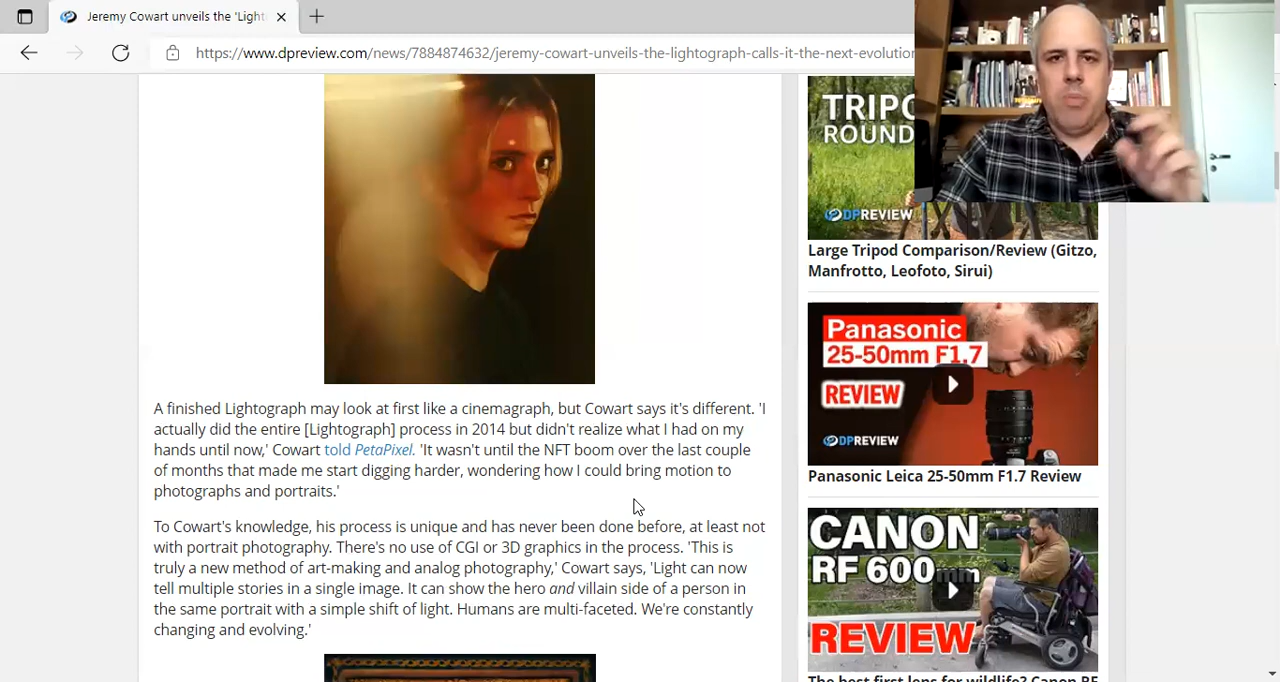 Jeremy Cowart unveils the 'Light
https://www.dpreview.com/news/7884874632/jeremy-cowart-unveils-the-lightograph-calls-it-the-next-evolution
A finished Lightograph may look at first like a cinemagraph, but Cowart says it's different. 'I
actually did the entire [Lightograph] process in 2014 but didn't realize what I had on my
hands until now,' Cowart told PetaPixel. 'It wasn't until the NFT boom over the last couple
of months that made me start digging harder, wondering how I could bring motion to
photographs and portraits.'
To Cowart's knowledge, his process is unique and has never been done before, at least not
with portrait photography. There's no use of CGI or 3D graphics in the process. 'This is
truly a new method of art-making and analog photography,' Cowart says, 'Light can now
tell multiple stories in a single image. It can show the hero and villain side of a person in
the same portrait with a simple shift of light. Humans are multi-faceted. We're constantly
changing and evolving.'
TRIPO
ROUND
DPREVIEW
Large Tripod Comparison/Review (Gitzo,
Manfrotto, Leofoto, Sirui)
Panasonic
25-50mm F1.7
REVIEW
DPREVIEW
Panasonic Leica 25-50mm F1.7 Review
CANON
RF 600mm
REVIEW
The best first lens for wildlife? Canon RF